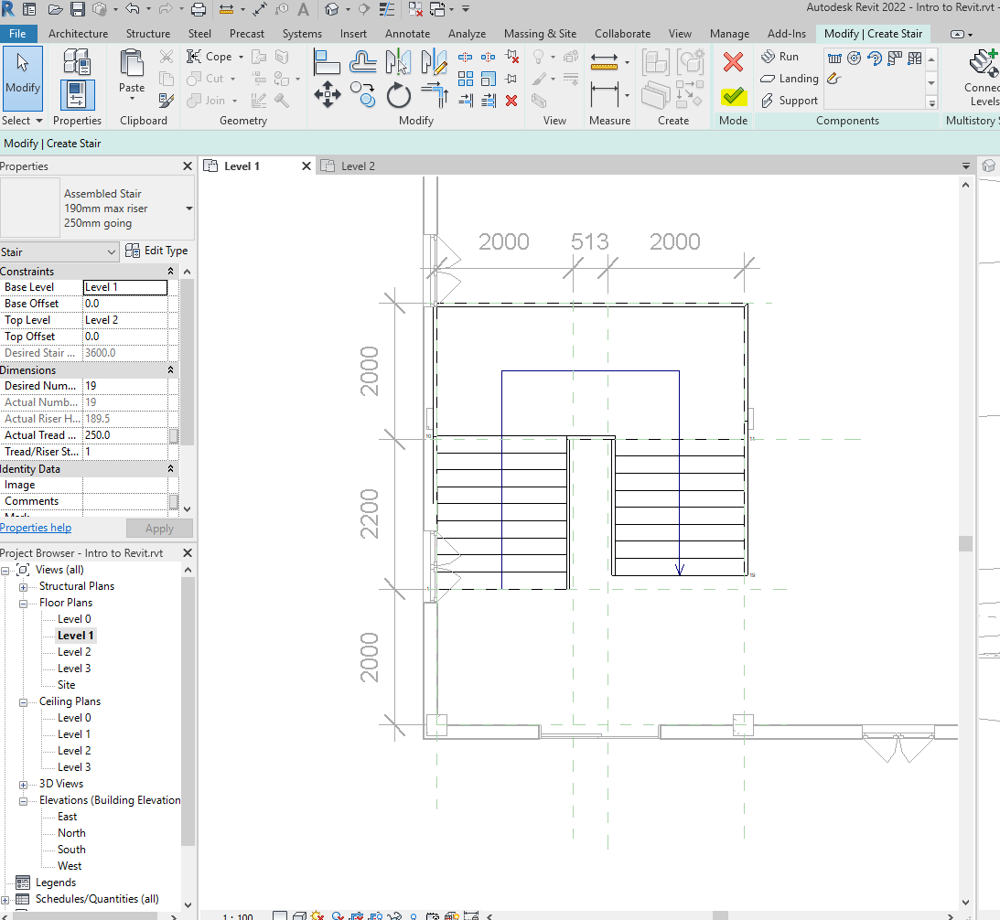 Autodesk Revit 2022 - Intro to Revit.rvt -
File Architecture Structure Steel Precast Systems Insert Annotate Analyze Massing & Site Collaborate View Manage Add-Ins Modify | Create Stair
Modify
Paste
Cope
Cut
Join
Run
Landing
Support
Connec
Levels
Select Properties Clipboard Geometry Modify View Measure Create Mode Components Multistory S
Modify | Create Stair
Properties
Level 1
Level 2
Assembled Stair
190mm max riser
250mm going
Stair
Edit Type
Constraints
Base Level Level 1
Base Offset 0.0
Top Level Level 2
Top Offset 0.0
Desired Stair ... 3600.0
Dimensions
Desired Num... 19
Actual Numb... 19
Actual Riser H... 189.5
Actual Tread ... 250.0
Tread/Riser St... 1
Identity Data
Image
Comments
Properties help
Apply
Project Browser - Intro to Revit.rvt
Views (all)
Structural Plans
Floor Plans
Level 0
Level 1
Level 2
Level 3
Site
Ceiling Plans
Level 0
Level 1
Level 2
Level 3
3D Views
Elevations (Building Elevation
East
North
South
West
Legends
Schedules/Quantities (all)
2000 513 2000
2000
2200
2000
10
11
1
19
1 : 100